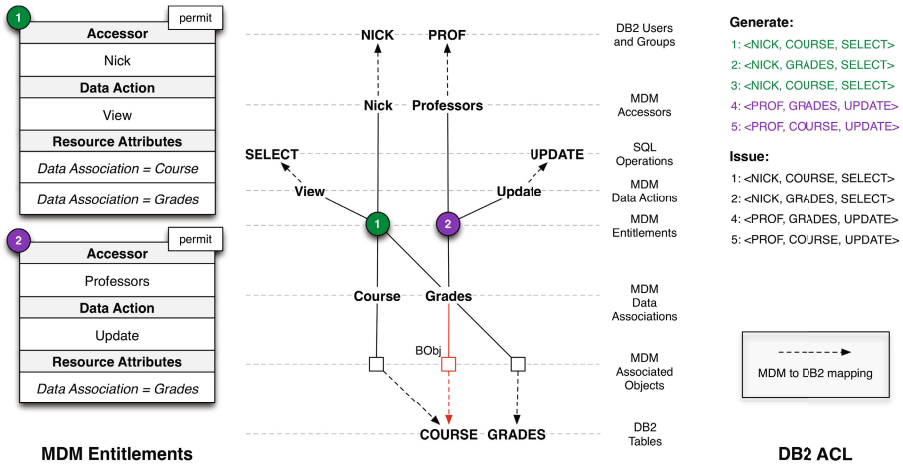 1
permit
Accessor
Nick
Data Action
View
Resource Attributes
Data Association = Course
Data Association = Grades
2
permit
Accessor
Professors
Data Action
Update
Resource Attributes
Data Association = Grades
MDM Entitlements
NICK PROF
Nick Professors
SELECT UPDATE
View Update
1 2
Course Grades
BObj
COURSE GRADES
DB2 Users
and Groups
MDM
Accessors
SQL
Operations
MDM
Data Actions
MDM
Entitlements
MDM
Data
Associations
MDM
Associated
Objects
DB2
Tables
Generate:
1: <NICK, COURSE, SELECT>
2: <NICK, GRADES, SELECT>
3: <NICK, COURSE, SELECT>
4: <PROF, GRADES, UPDATE>
5: <PROF, COURSE, UPDATE>
Issue:
1: <NICK, COURSE, SELECT>
2: <NICK, GRADES, SELECT>
4: <PROF, GRADES, UPDATE>
5: <PROF, COURSE, UPDATE>
MDM to DB2 mapping
DB2 ACL